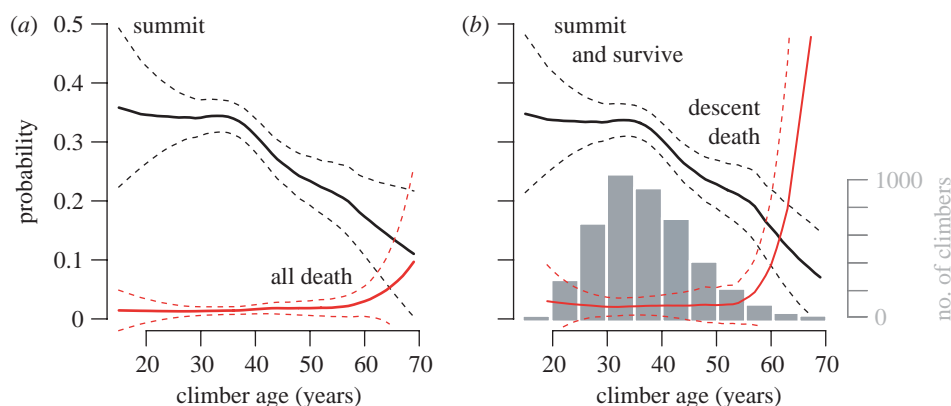 (a)
summit
all death
probability
0.5
0.4
0.3
0.2
0.1
0
20 30 40 50 60 70
climber age (years)
(b)
summit
and survive
descent
death
1000
0
no. of climbers
20 30 40 50 60 70
climber age (years)